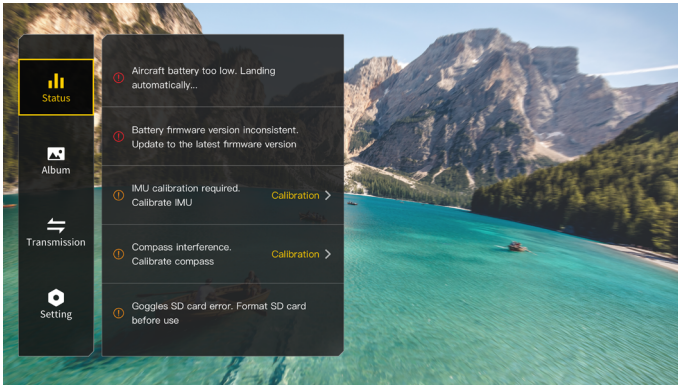 Status
Album
Transmission
Setting
Aircraft battery too low. Landing
automatically...
Battery firmware version inconsistent.
Update to the latest firmware version
IMU calibration required.
Calibrate IMU
Calibration
Compass interference.
Calibrate compass
Calibration
Goggles SD card error. Format SD card
before use